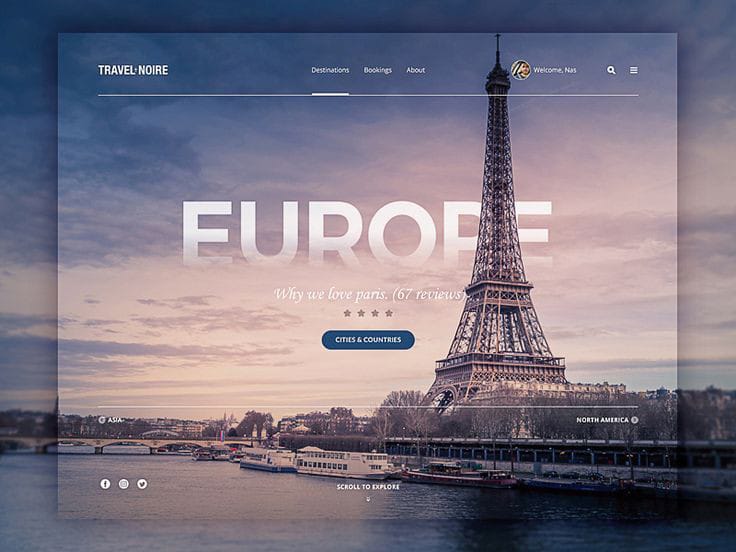 TRAVEL NOIRE
Destinations
Bookings
About
Welcome, Nas
EUROPE
Why we love paris. (67 reviews)
CITIES & COUNTRIES
ASIA
NORTH AMERICA
SCROLL TO EXPLORE